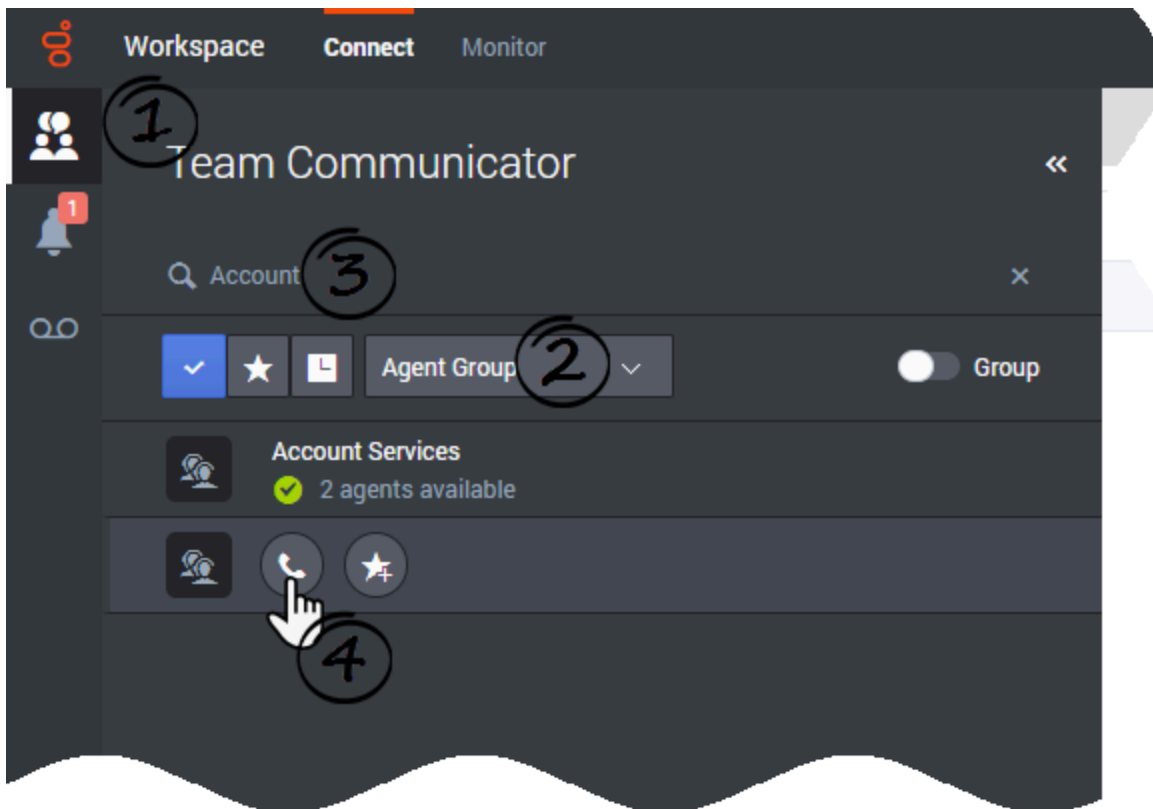 Workspace Connect Monitor
1
Team Communicator
1
Account 3
Agent Group 2 Group
Account Services
2 agents available
4